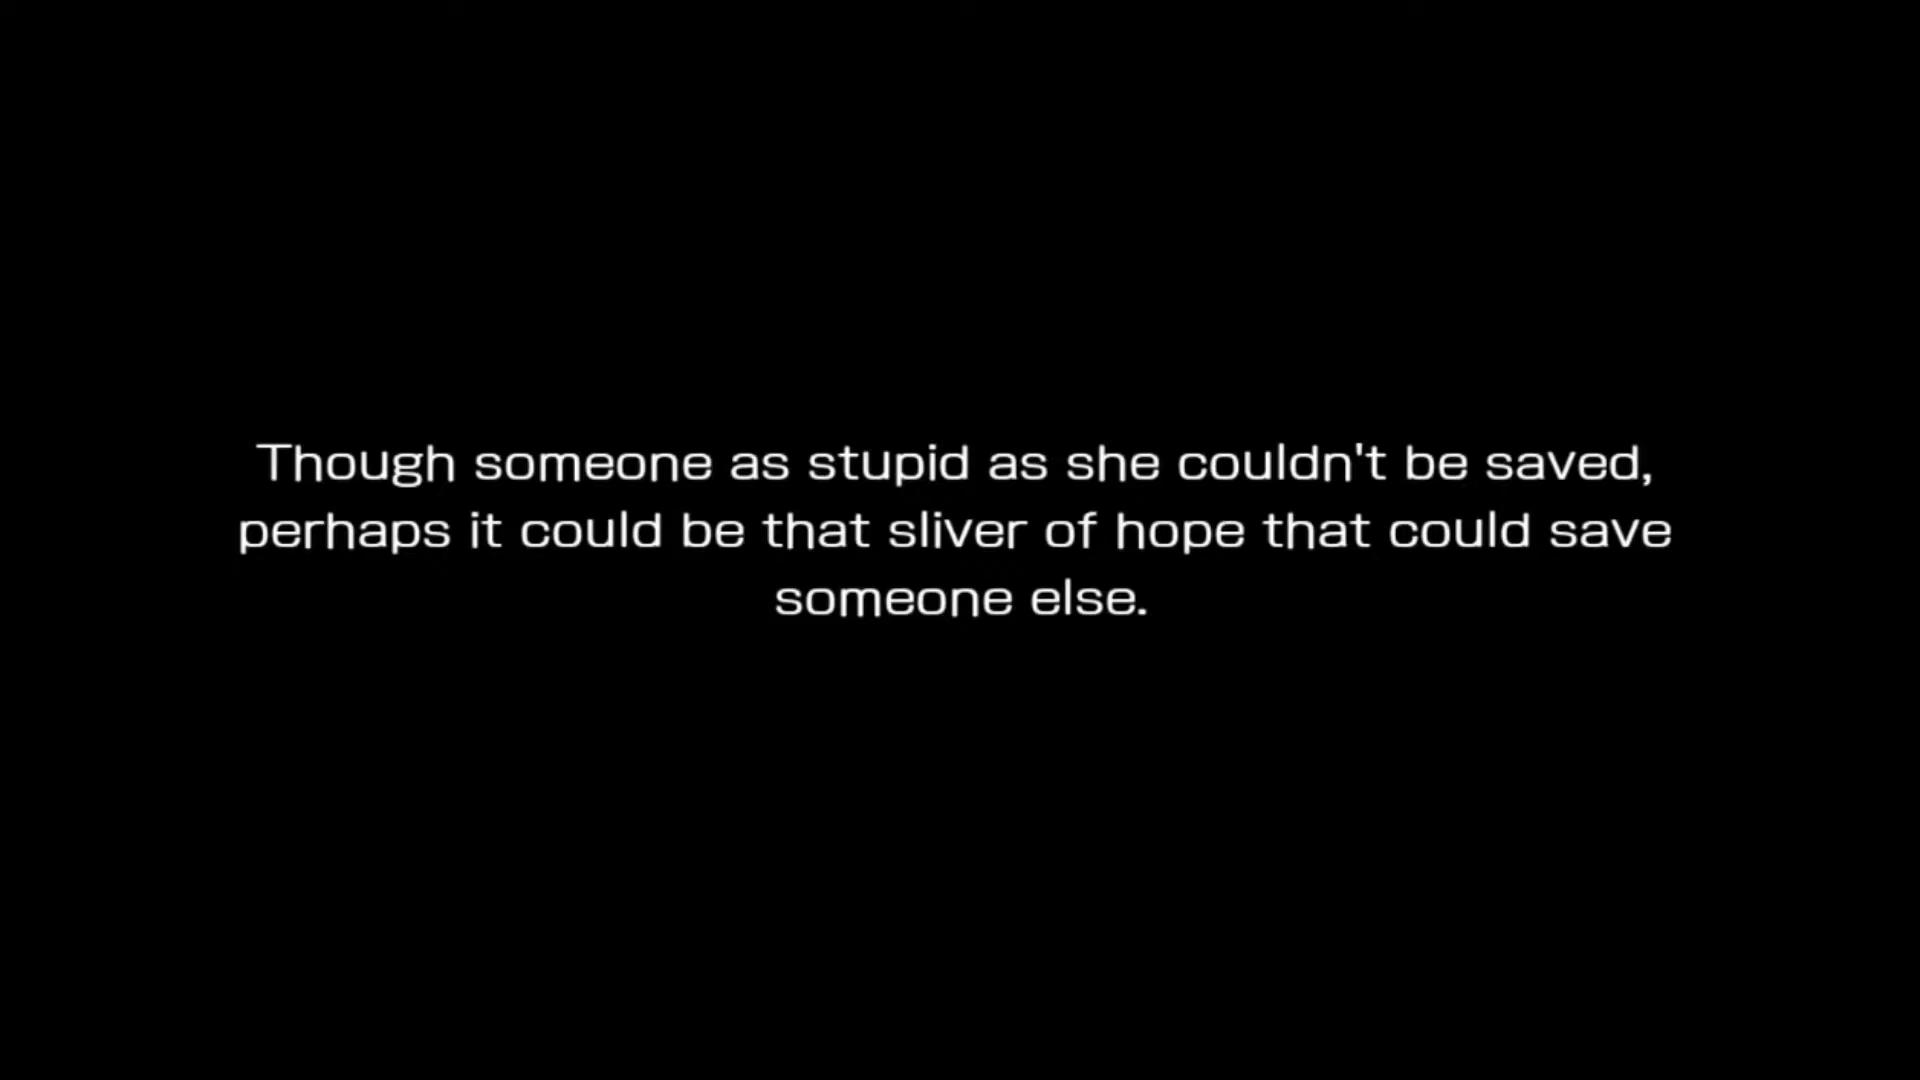 Though someone as stupid as she couldn't be saved,
perhaps it could be that sliver of hope that could save
someone else.